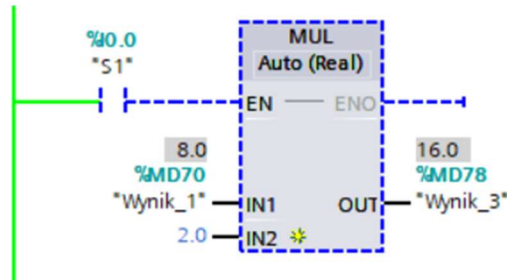 %I0.0
"S1"
MUL
Auto (Real)
EN
ENO
8.0
%MD70
"Wynik_1"
IN1
2.0
IN2
OUT
16.0
%MD78
"Wynik_3"